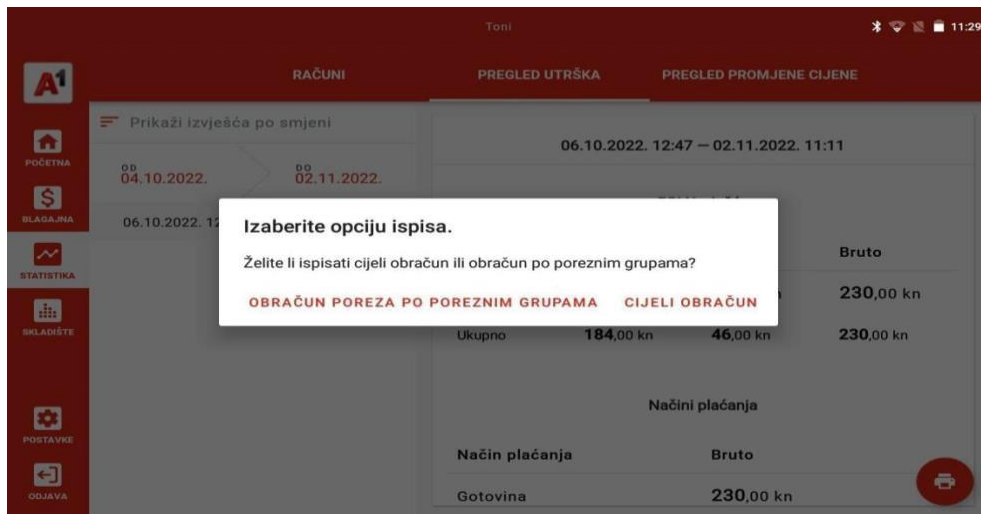 Toni
11:29
A1
RAČUNI
PREGLED UTRŠKA
PREGLED PROMJENE CIJENE
POČETNA
BLAGAJNA
STATISTIKA
SKLADIŠTE
POSTAVKE
ODJAVA
Prikaži izvješća po smjeni
OD
04.10.2022.
DO
02.11.2022.
06.10.2022. 12
06.10.2022. 12:47 — 02.11.2022. 11:11
Izaberite opciju ispisa.
Želite li ispisati cijeli obračun ili obračun po poreznim grupama?
OBRAČUN POREZA PO POREZNIM GRUPAMA CIJELI OBRAČUN
Bruto
230,00 kn
Ukupno 184,00 kn 46,00 kn 230,00 kn
Načini plaćanja
Način plaćanja Bruto
Gotovina 230,00 kn